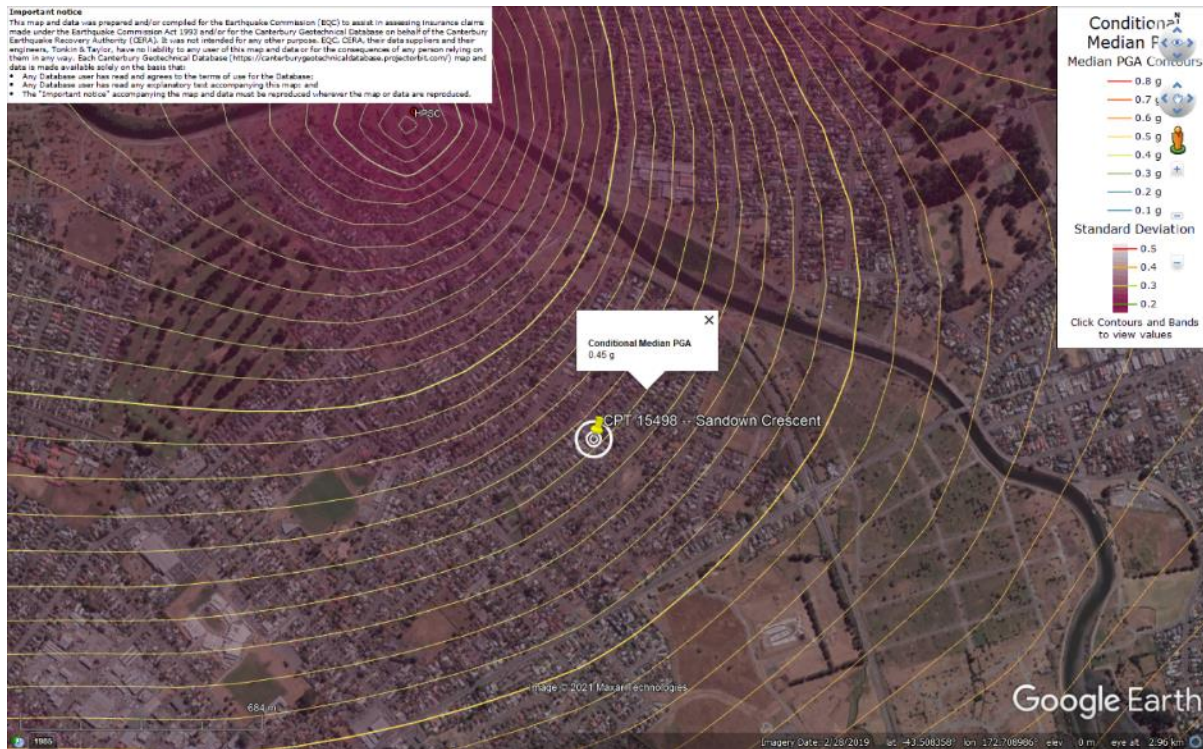 Important notice
This map and data was prepared and/or compiled for the Earthquake Commission (EQC) to assist in assessing insurance claims
made under the Earthquake Commission Act 1993 and/or for the Canterbury Geotechnical Database on behalf of the Canterbury
Earthquake Recovery Authority (CERA). It was not intended for any other purpose. EQC, CERA, their data suppliers and their
engineers, Tonkin & Taylor, have no liability to any user of this map and data or for the consequences of any person relying on
them in any way. Each Canterbury Geotechnical Database (https://canterburygeotechnicaldatabase.projectorbit.com/) map and
data is made available solely on the basis that:
• Any Database user has read and agrees to the terms of use for the Database;
• Any Database user has read any explanatory text accompanying this map; and
• The "Important notice" accompanying the map and data must be reproduced wherever the map or data are reproduced.
HPSC
Conditional
Median P
Median PGA Contours
0.8 g
0.7 g
0.6 g
0.5 g
0.4 g
0.3 g
0.2 g
0.1 g
Standard Deviation
0.5
0.4
0.3
0.2
Click Contours and Bands
to view values
N
Conditional Median PGA
0.45 g
CPT 15498 -- Sandown Crescent
Image © 2021 Maxar Technologies
684 m
Google Earth
1985
Imagery Date: 2/28/2019 lat -43.508358° lon 172.708986° elev 0 m eye alt 2.96 km